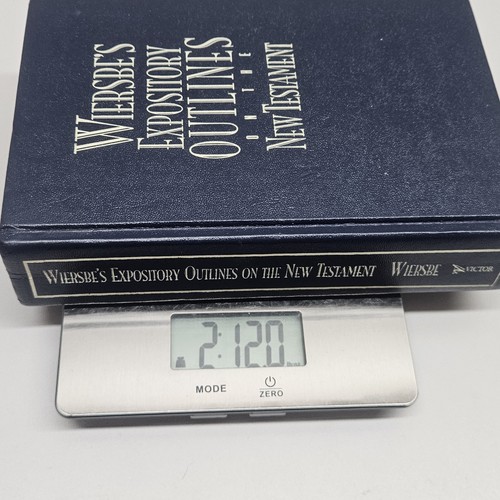 WIERSBE'S
EXPOSITORY
OUTLINES
ON THE
NEW TESTAMENT
WIERSBE'S EXPOSITORY OUTLINES ON THE NEW TESTAMENT WIERSBE VICTOR
2:12.0
MODE
ZERO